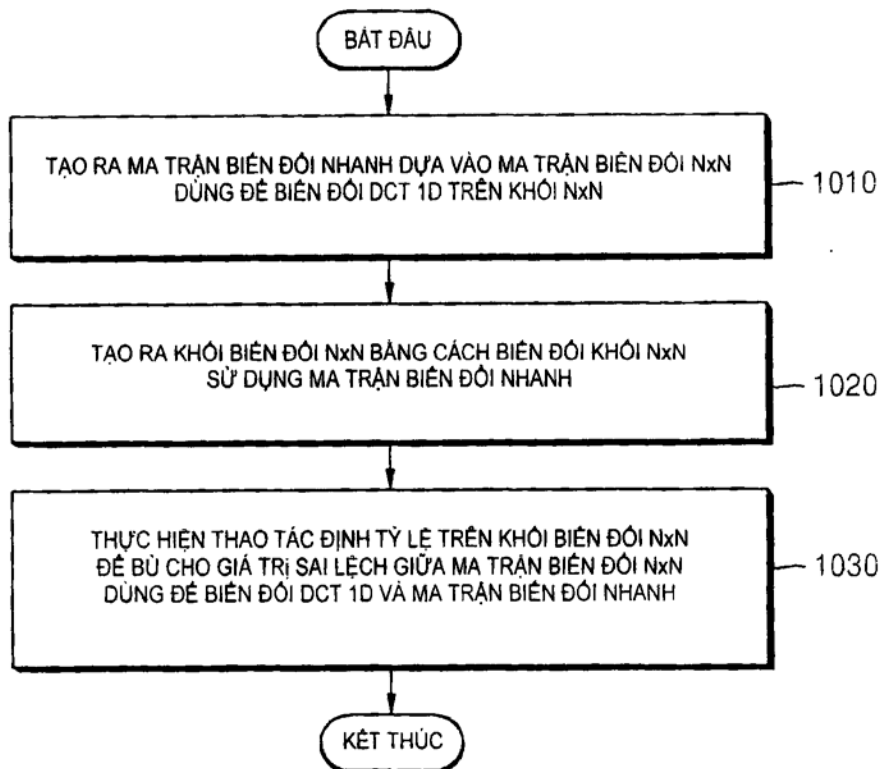 BẮT ĐẦU
TẠO RA MA TRẬN BIẾN ĐỔI NHANH DỰA VÀO MA TRẬN BIẾN ĐỔI NxN
DÙNG ĐỂ BIẾN ĐỔI DCT 1D TRÊN KHỐI NxN
1010
TẠO RA KHỐI BIẾN ĐỔI NxN BẰNG CÁCH BIẾN ĐỔI KHỐI NxN
SỬ DỤNG MA TRẬN BIẾN ĐỔI NHANH
1020
THỰC HIỆN THAO TÁC ĐỊNH TỶ LỆ TRÊN KHỐI BIẾN ĐỔI NxN
ĐỂ BÙ CHO GIÁ TRỊ SAI LỆCH GIỮA MA TRẬN BIẾN ĐỔI NxN
DÙNG ĐỂ BIẾN ĐỔI DCT 1D VÀ MA TRẬN BIẾN ĐỔI NHANH
1030
KẾT THÚC